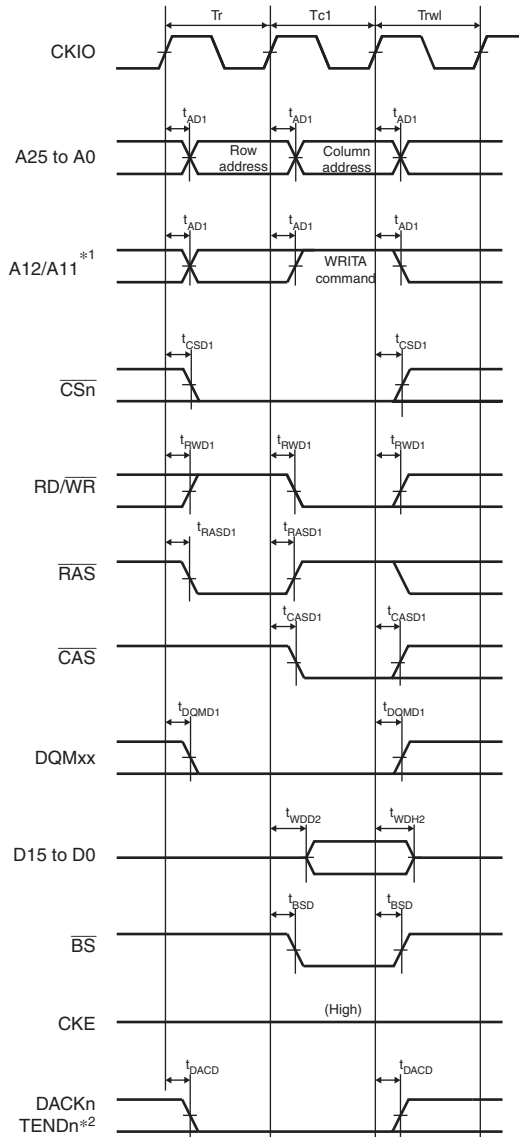 Tr Tc1 Trwl
CKIO
tAD1 tAD1 tAD1
A25 to A0 Row address Column address
tAD1 tAD1 tAD1
A12/A11*1 WRITA command
tCSD1 tCSD1
CSn
tRWD1 tRWD1 tRWD1
RD/WR
tRASD1 tRASD1
RAS
tCASD1 tCASD1
CAS
tDQMD1 tDQMD1
DQMxx
tWDD2 tWDH2
D15 to D0
tBSD tBSD
BS
(High)
CKE
tDACD tDACD
DACKn
TENDn*2